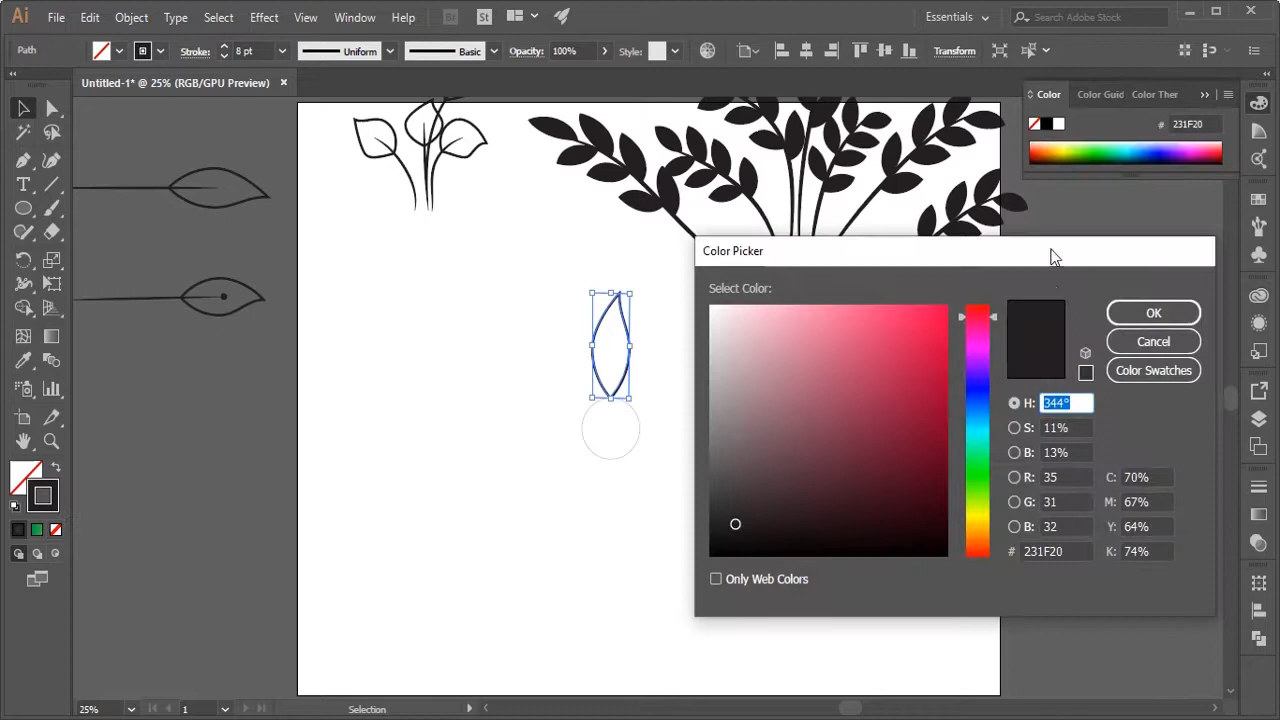 Ai File Edit Object Type Select Effect View Window Help Br St Essentials Search Adobe Stock
Path Stroke: 8 pt Uniform Basic Opacity: 100% Style: Transform
Untitled-1* @ 25% (RGB/GPU Preview)
Color Color Guid Color Ther
# 231F20
Color Picker
Select Color:
OK
Cancel
Color Swatches
H: 344°
S: 11%
B: 13%
R: 35 C: 70%
G: 31 M: 67%
B: 32 Y: 64%
# 231F20 K: 74%
Only Web Colors
25% 1 Selection